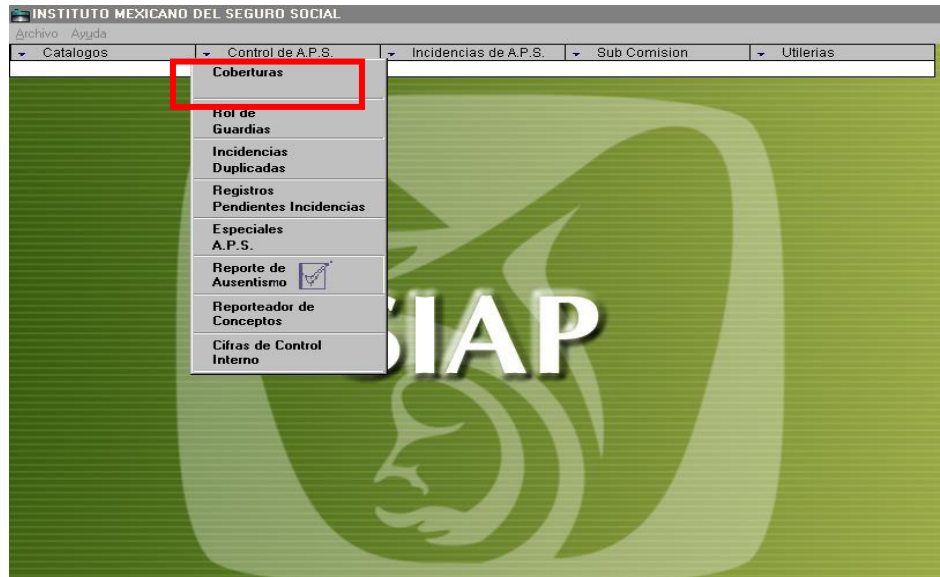 INSTITUTO MEXICANO DEL SEGURO SOCIAL
Archivo Ayuda
Catalogos Control de A.P.S. Incidencias de A.P.S. Sub Comision Utilerias
Coberturas
Rol de
Guardias
Incidencias
Duplicadas
Registros
Pendientes Incidencias
Especiales
A.P.S.
Reporte de
Ausentismo
Reporteador de
Conceptos
Cifras de Control
Interno
SIAP